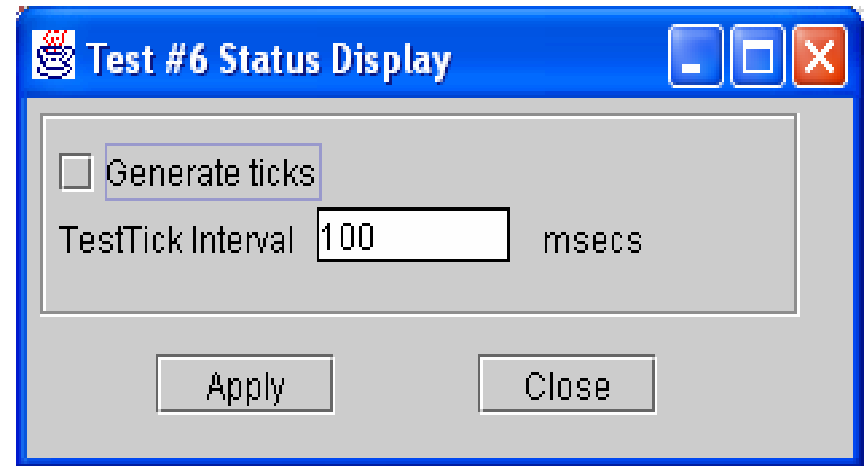 Test #6 Status Display
Generate ticks
TestTick Interval 100 msecs
Apply Close